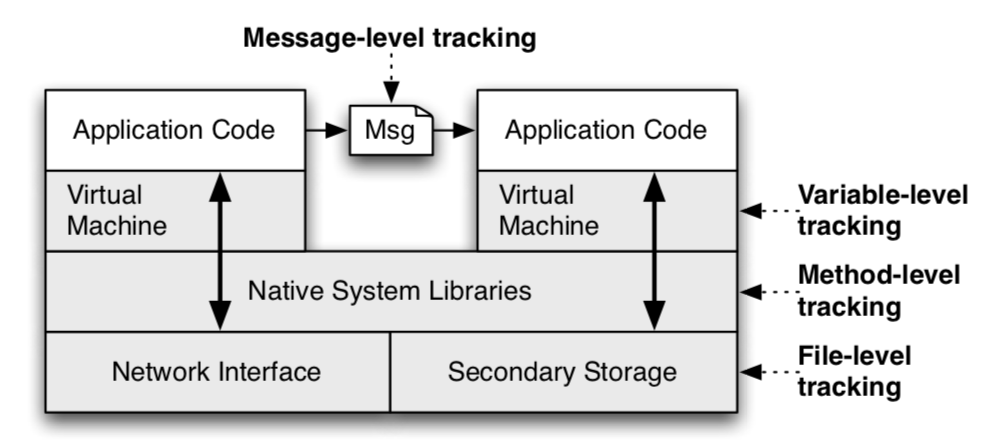 Message-level tracking
Application Code
Msg
Application Code
Virtual
Machine
Virtual
Machine
Variable-level
tracking
Native System Libraries
Method-level
tracking
Network Interface
Secondary Storage
File-level
tracking